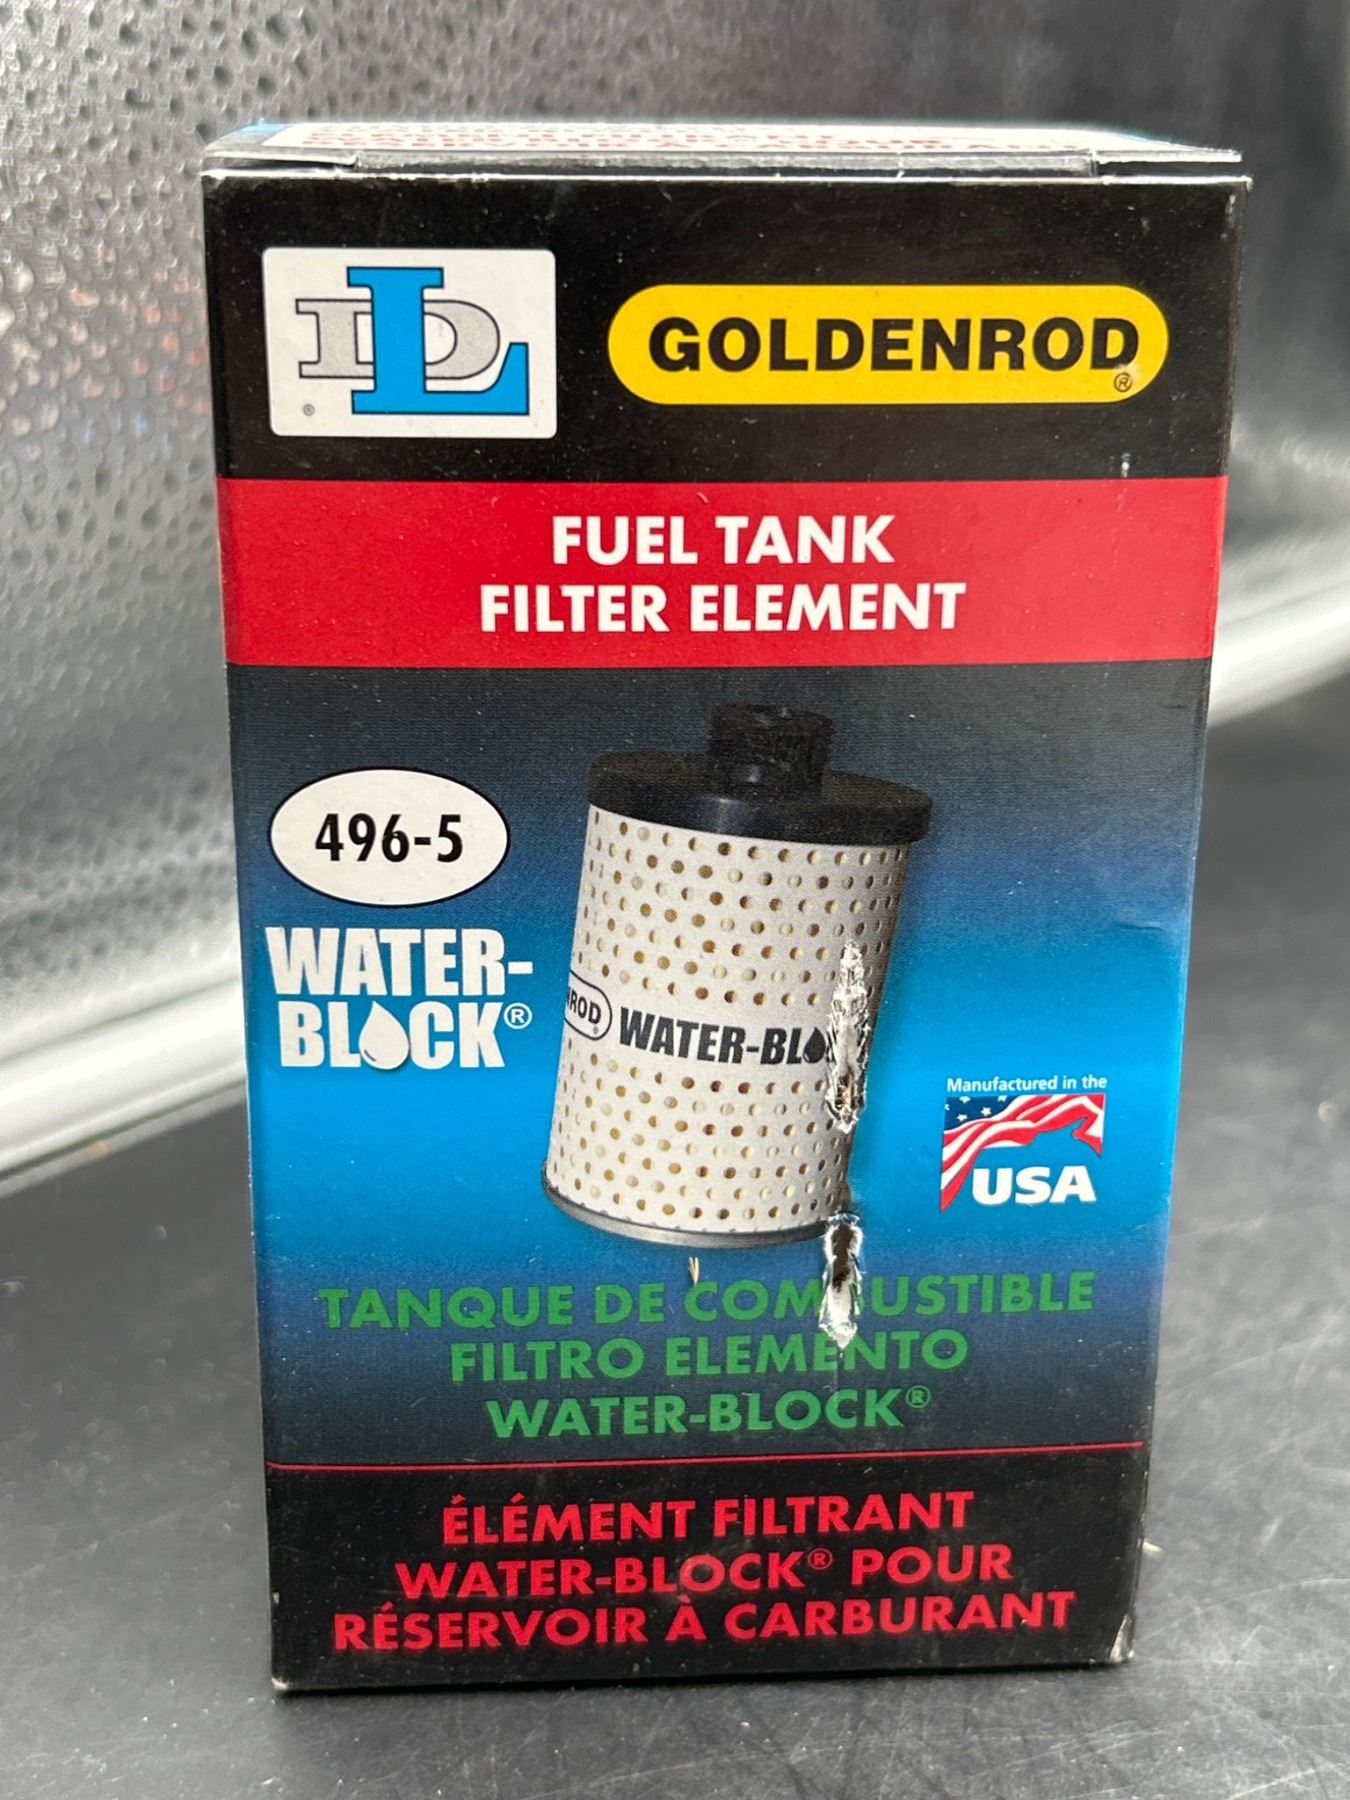 DL
®
GOLDENROD
®
FUEL TANK
FILTER ELEMENT
496-5
WATER-
BLOCK®
ROD
WATER-BLO
Manufactured in the
USA
TANQUE DE COMBUSTIBLE
FILTRO ELEMENTO
WATER-BLOCK®
ÉLÉMENT FILTRANT
WATER-BLOCK® POUR
RÉSERVOIR À CARBURANT